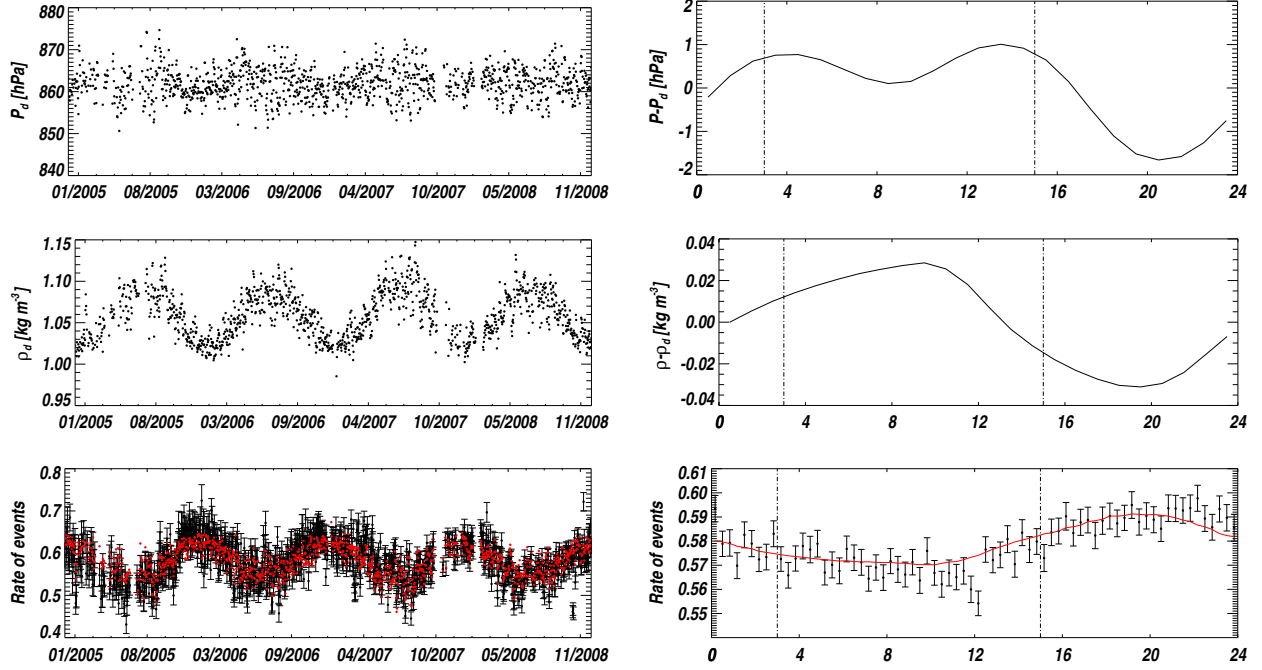 880
870
860
850
840
P_d [hPa]
01/2005 08/2005 03/2006 09/2006 04/2007 10/2007 05/2008 11/2008
2
1
0
-1
-2
P-P_d [hPa]
0 4 8 12 16 20 24
1.15
1.10
1.05
1.00
0.95
ρ_d [kg m⁻³]
01/2005 08/2005 03/2006 09/2006 04/2007 10/2007 05/2008 11/2008
0.04
0.02
0.00
-0.02
-0.04
ρ-ρ_d [kg m⁻³]
0 4 8 12 16 20 24
0.8
0.7
0.6
0.5
0.4
Rate of events
01/2005 08/2005 03/2006 09/2006 04/2007 10/2007 05/2008 11/2008
0.61
0.60
0.59
0.58
0.57
0.56
0.55
Rate of events
0 4 8 12 16 20 24